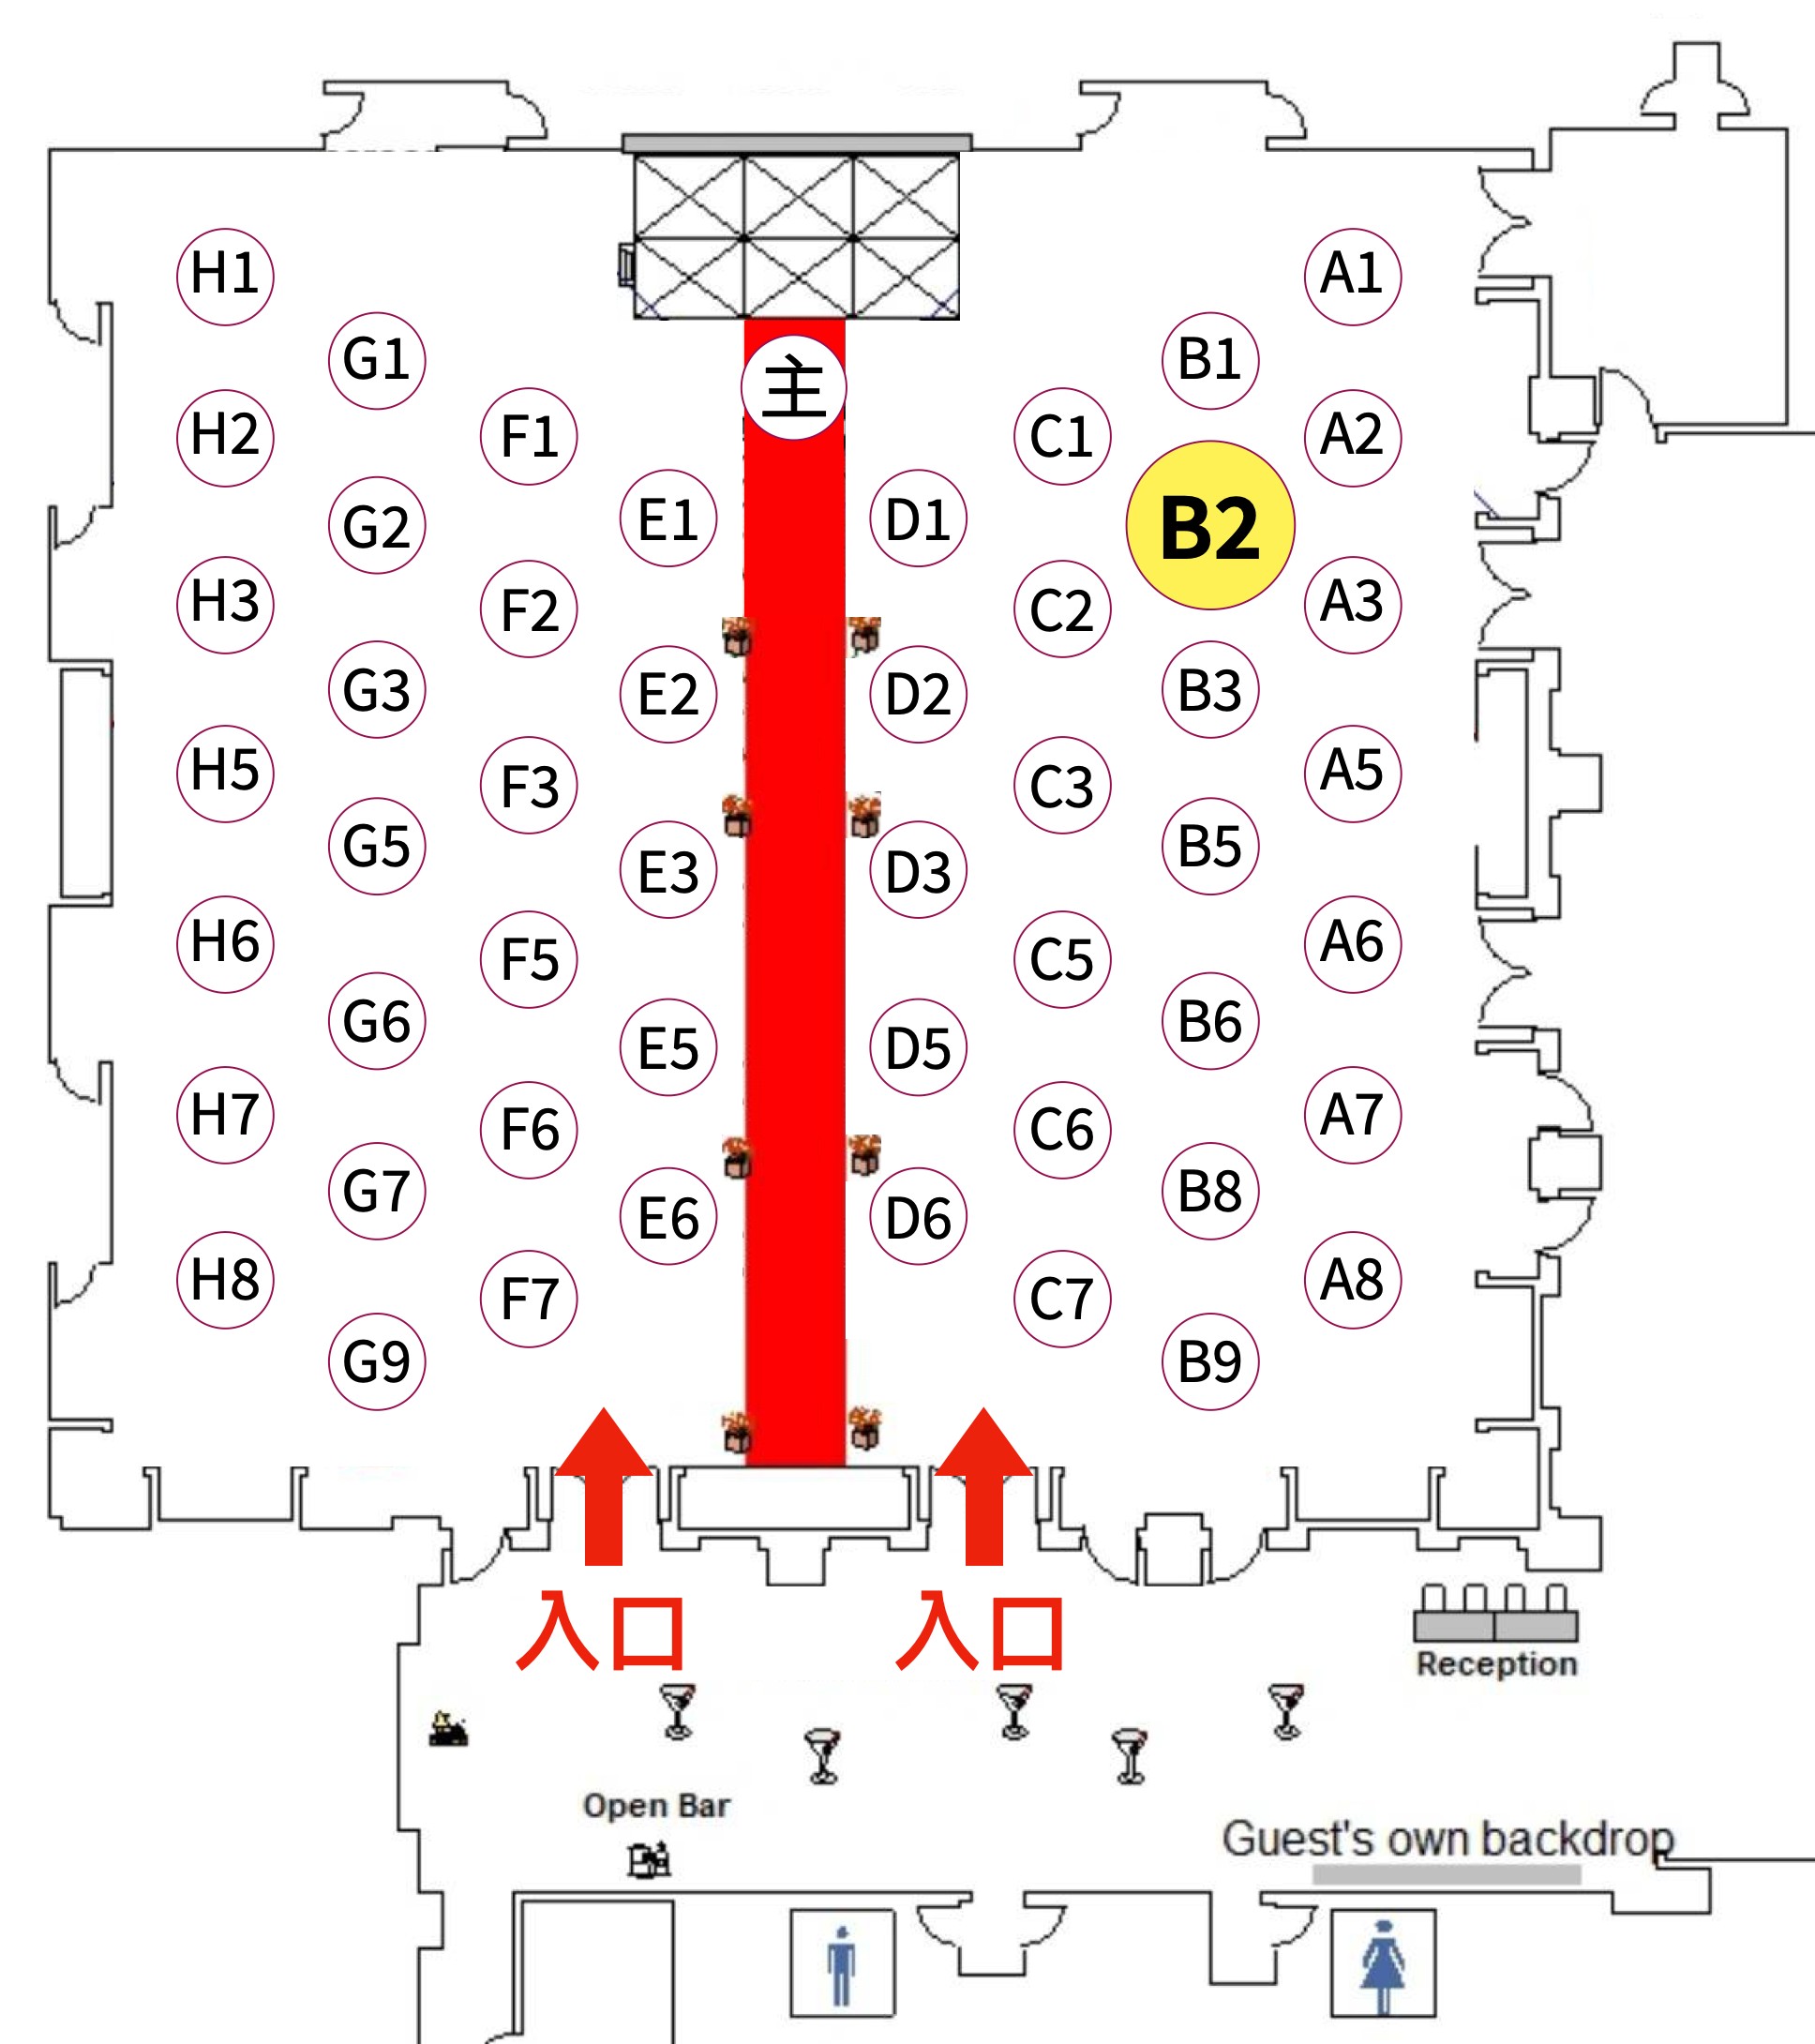 H1
A1
G1
B1
主
H2
F1
C1
A2
G2
E1
D1
B2
H3
F2
C2
A3
G3
E2
D2
B3
H5
F3
C3
A5
G5
E3
D3
B5
H6
F5
C5
A6
G6
E5
D5
B6
H7
F6
C6
A7
G7
E6
D6
B8
H8
F7
C7
A8
G9
B9
入口
入口
Reception
Open Bar
Guest's own backdrop